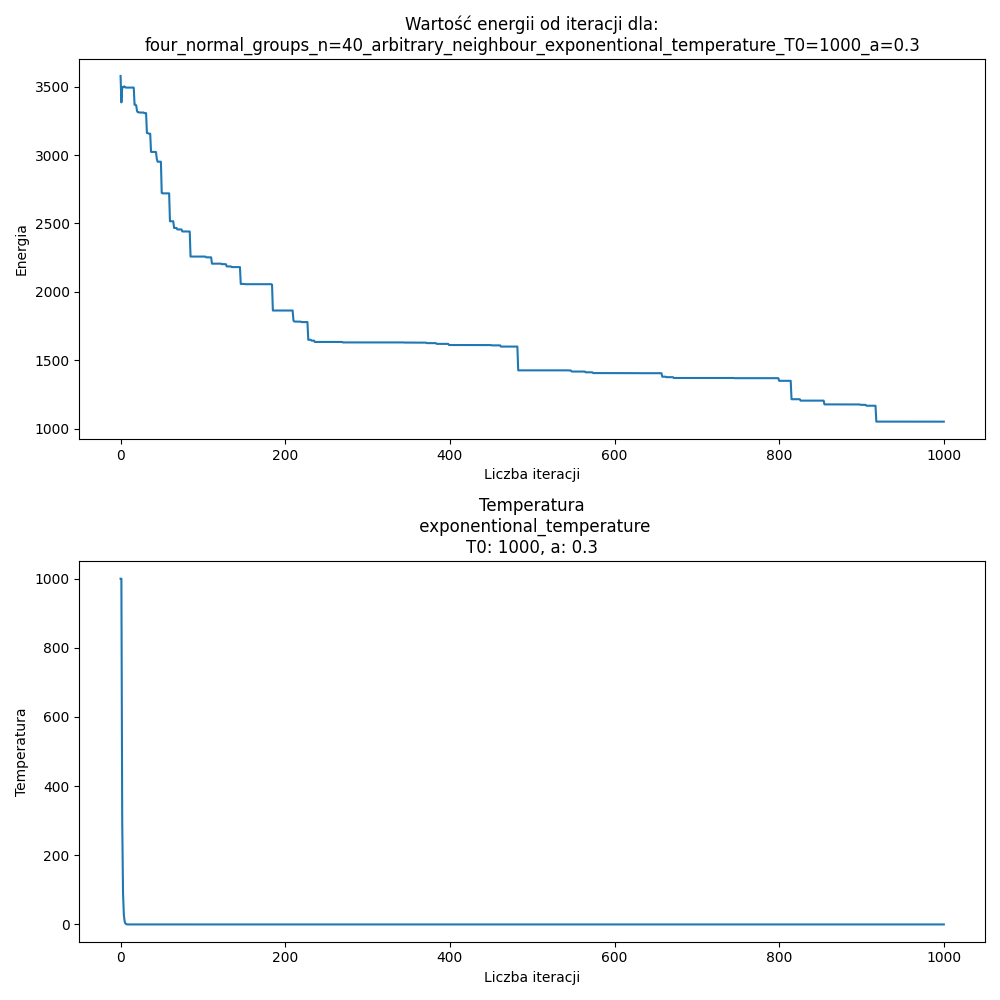 Wartość energii od iteracji dla:
four_normal_groups_n=40_arbitrary_neighbour_exponentional_temperature_T0=1000_a=0.3
3500
3000
2500
2000
1500
1000
Energia
0 200 400 600 800 1000
Liczba iteracji
Temperatura
exponentional_temperature
T0: 1000, a: 0.3
1000
800
600
400
200
0
Temperatura
0 200 400 600 800 1000
Liczba iteracji